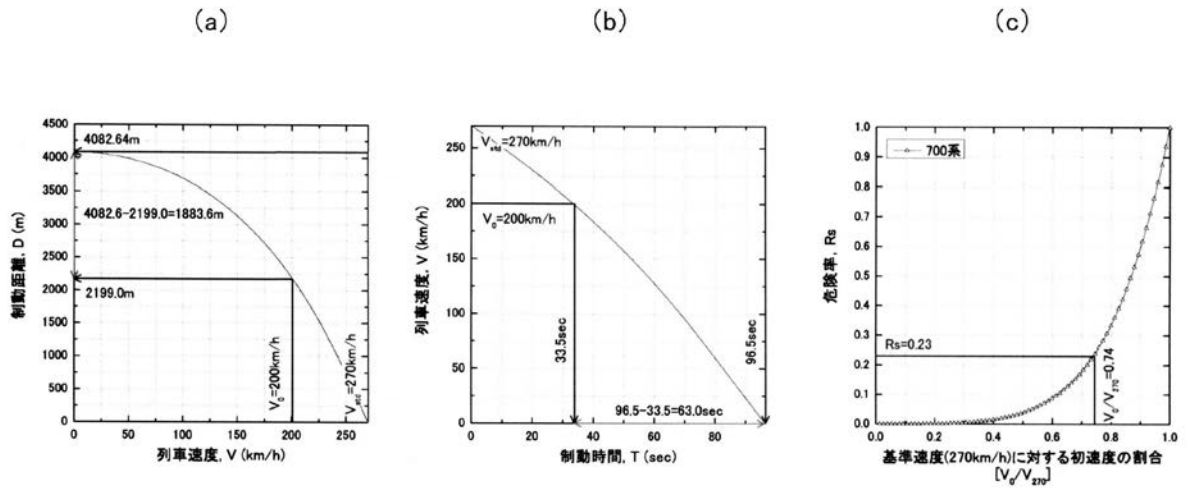 (a)
(b)
(c)
4500
4000
3500
3000
2500
2000
1500
1000
500
0
制動距離, D (m)
4082.64m
4082.6-2199.0=1883.6m
2199.0m
V₀=200km/h
Vstd=270km/h
0 50 100 150 200 250
列車速度, V (km/h)
250
200
150
100
50
0
列車速度, V (km/h)
Vstd=270km/h
V₀=200km/h
33.5sec
96.5sec
96.5-33.5=63.0sec
0 20 40 60 80
制動時間, T (sec)
1.0
0.9
0.8
0.7
0.6
0.5
0.4
0.3
0.2
0.1
0.0
危険率, Rs
700系
Rs=0.23
V₀/V₂₇₀=0.74
0.0 0.2 0.4 0.6 0.8 1.0
基準速度(270km/h)に対する初速度の割合
[V₀/V₂₇₀]